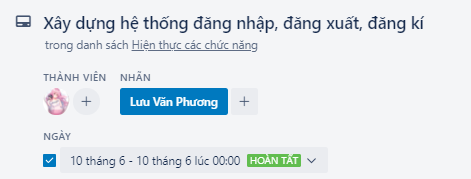 Xây dựng hệ thống đăng nhập, đăng xuất, đăng kí
trong danh sách Hiện thực các chức năng
THÀNH VIÊN NHÃN
Lưu Văn Phương
NGÀY
10 tháng 6 - 10 tháng 6 lúc 00:00 HOÀN TẤT